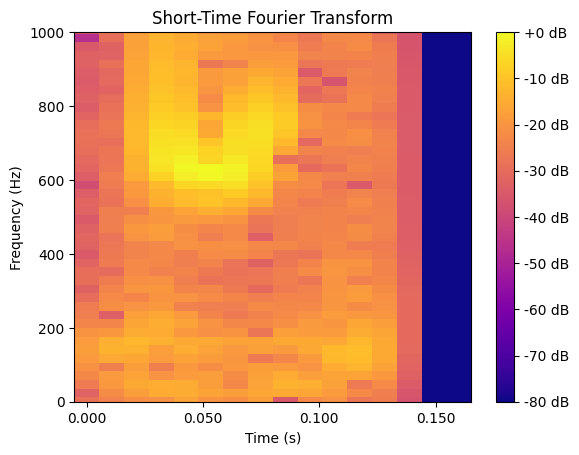 Short-Time Fourier Transform
1000
800
600
400
200
0
Frequency (Hz)
0.000
0.050
0.100
0.150
Time (s)
+0 dB
-10 dB
-20 dB
-30 dB
-40 dB
-50 dB
-60 dB
-70 dB
-80 dB